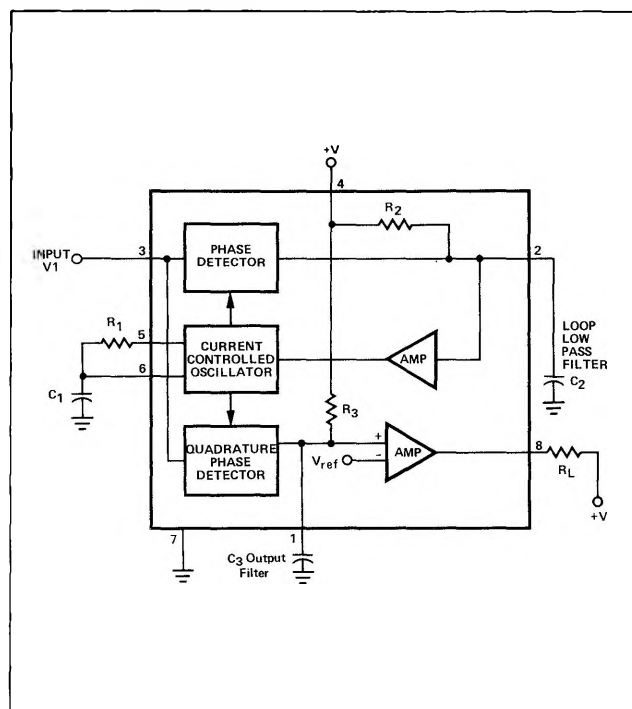 +V
4
R2
INPUT
V1
3
PHASE
DETECTOR
2
R1
5
CURRENT
CONTROLLED
OSCILLATOR
AMP
LOOP
LOW
PASS
FILTER
6
C1
C2
R3
QUADRATURE
PHASE
DETECTOR
+
Vref
-
AMP
8
RL
+V
7
1
C3 Output
Filter